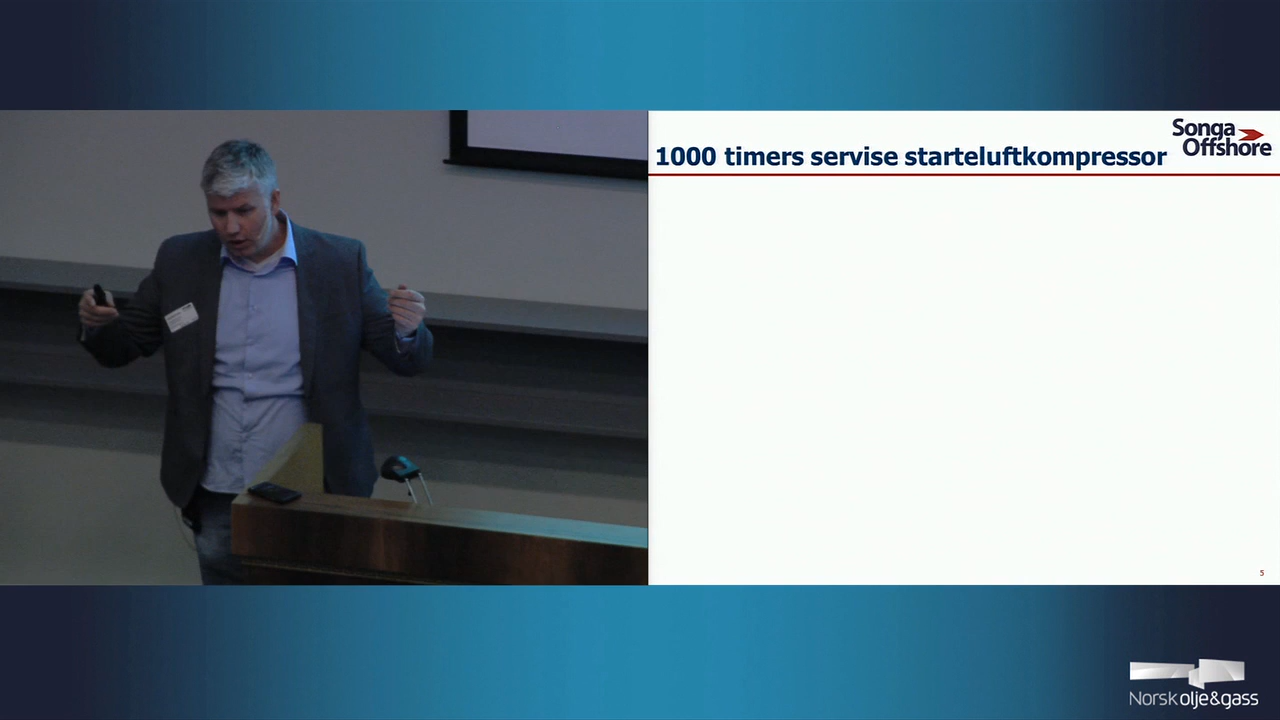 1000 timers servise starteluftkompressor
Songa
Offshore
5
Norsk olje&gass